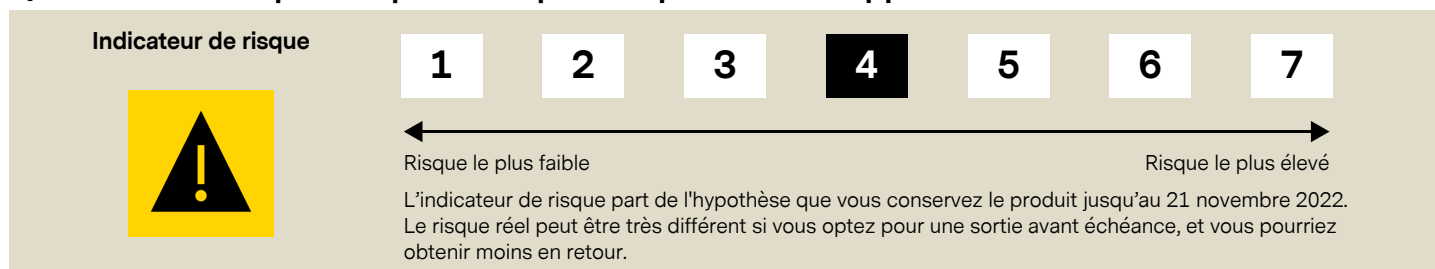 Indicateur de risque
1 2 3 4 5 6 7
Risque le plus faible Risque le plus élevé
L'indicateur de risque part de l'hypothèse que vous conservez le produit jusqu'au 21 novembre 2022.
Le risque réel peut être très différent si vous optez pour une sortie avant échéance, et vous pourriez
obtenir moins en retour.